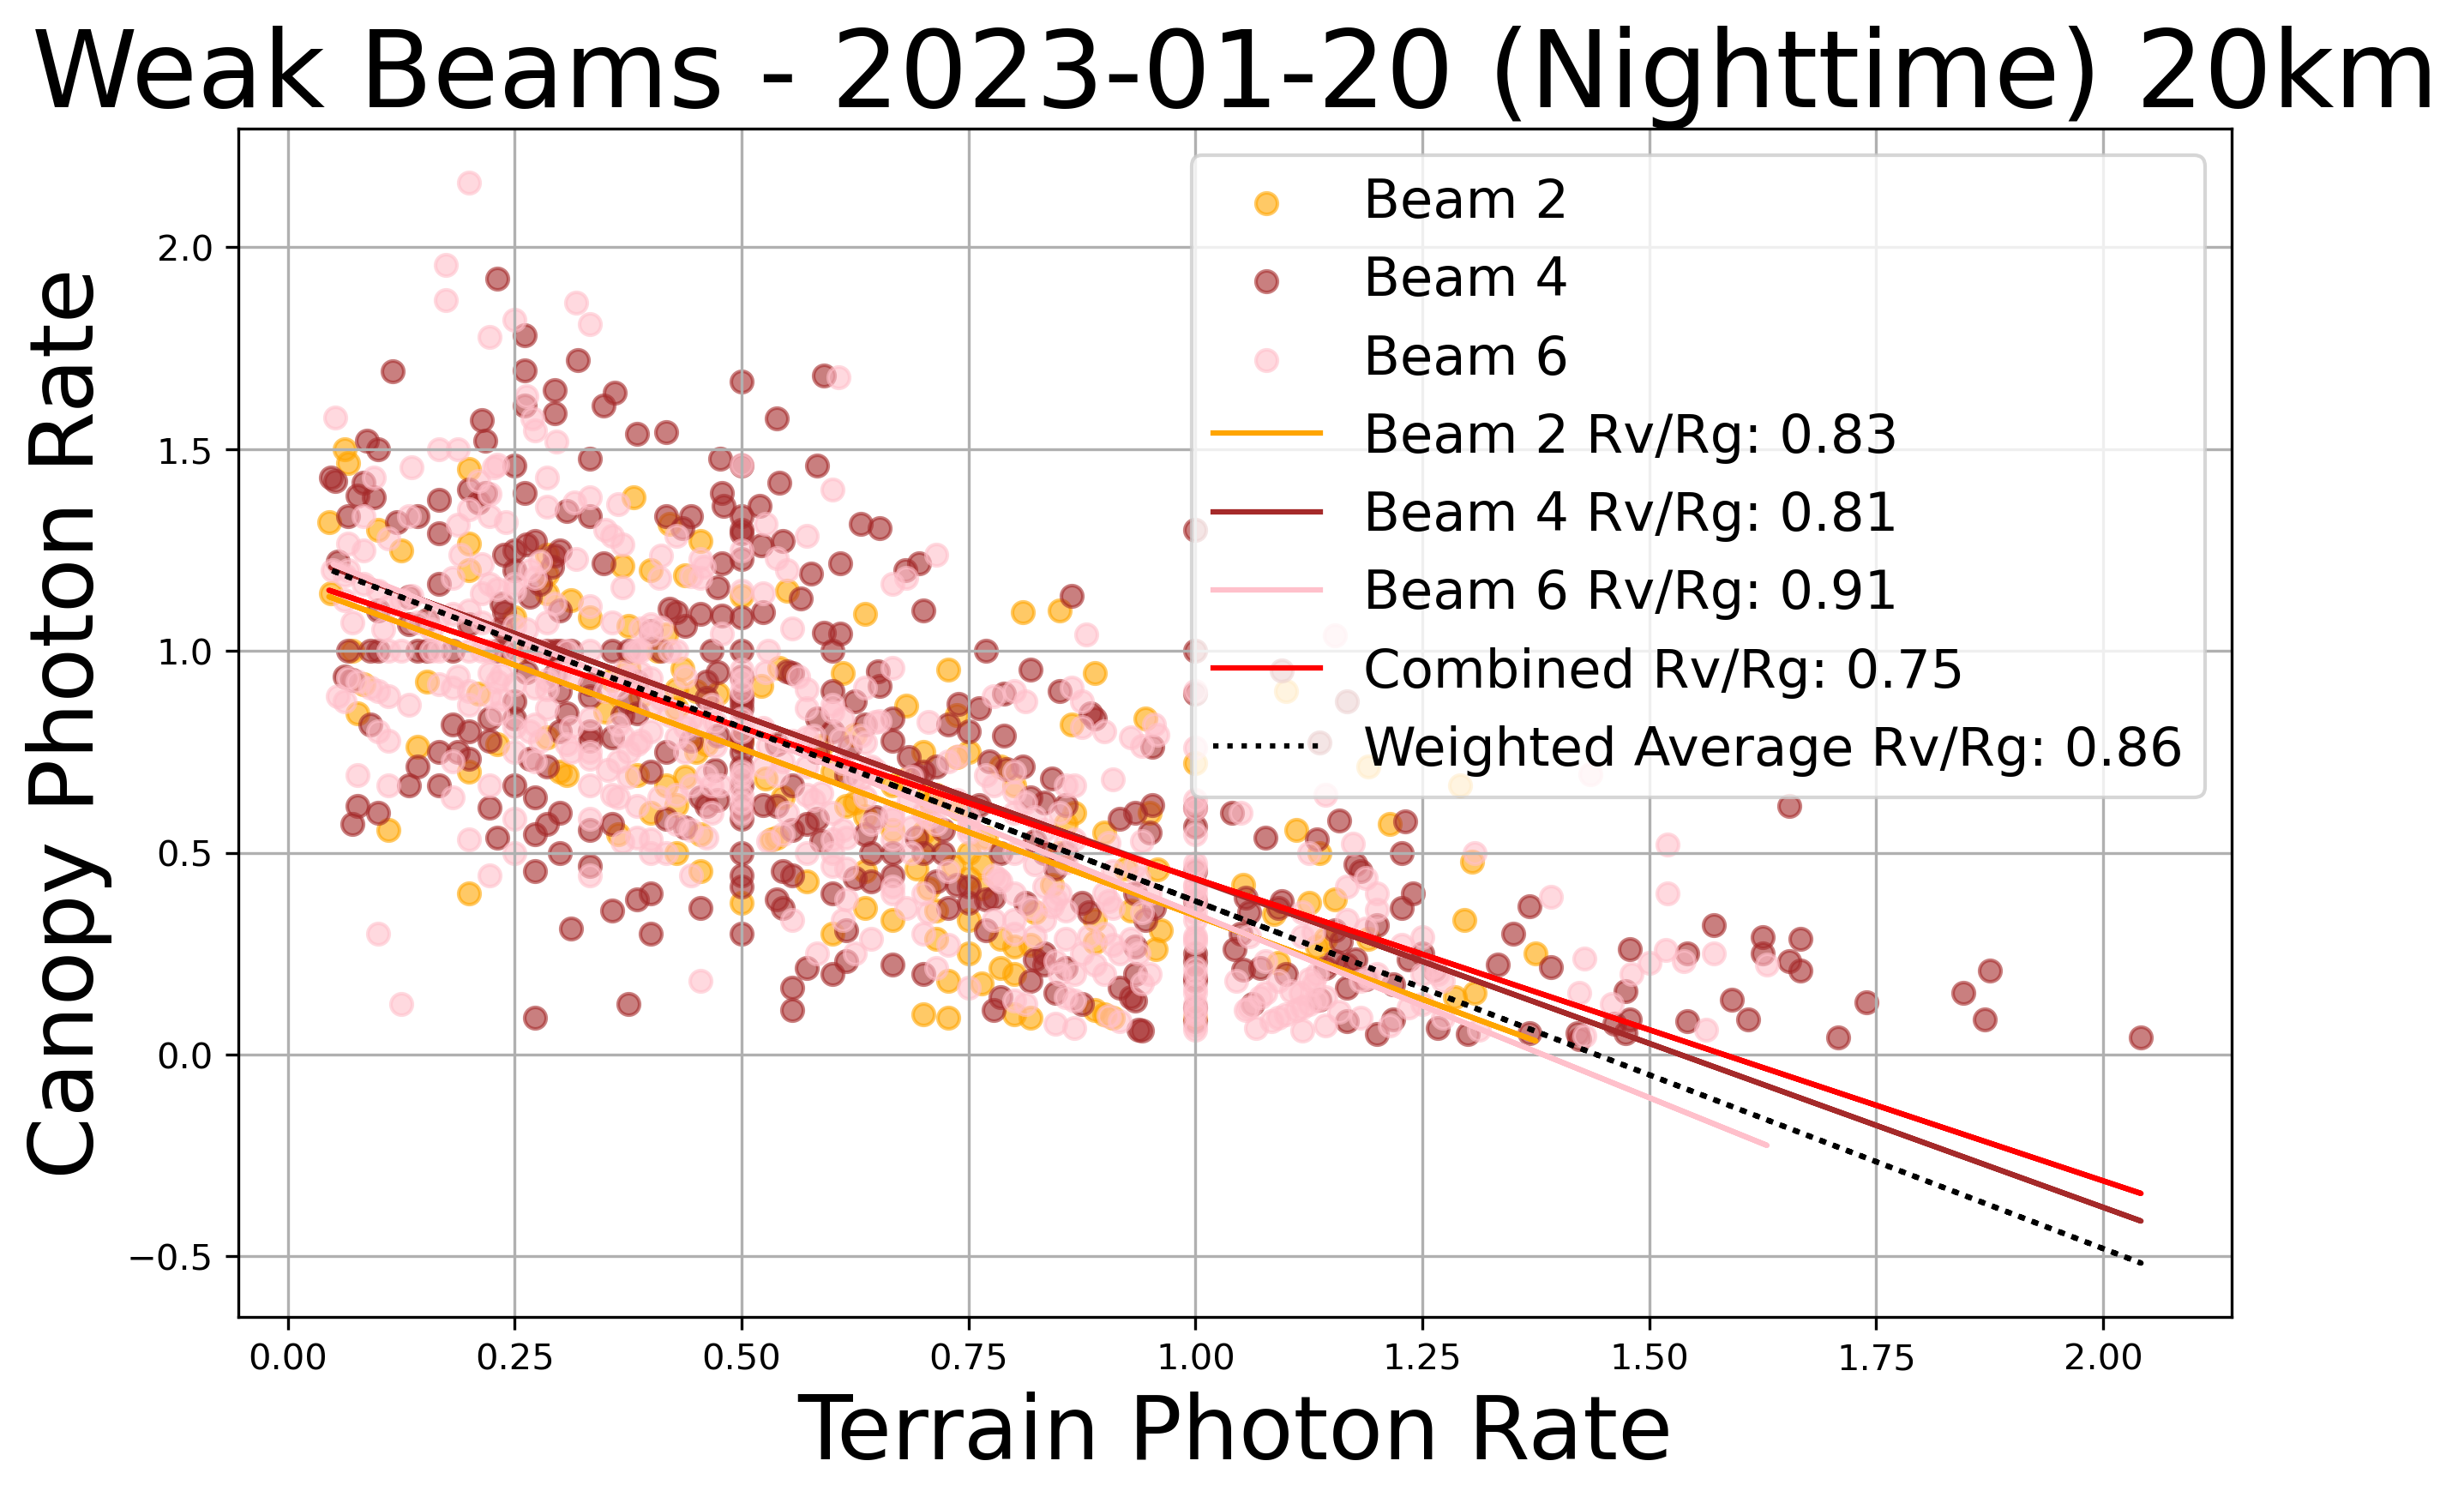 Weak Beams - 2023-01-20 (Nighttime) 20km
Canopy Photon Rate
2.0
1.5
1.0
0.5
0.0
−0.5
Beam 2
Beam 4
Beam 6
Beam 2 Rv/Rg: 0.83
Beam 4 Rv/Rg: 0.81
Beam 6 Rv/Rg: 0.91
Combined Rv/Rg: 0.75
Weighted Average Rv/Rg: 0.86
0.00 0.25 0.50 0.75 1.00 1.25 1.50 1.75 2.00
Terrain Photon Rate